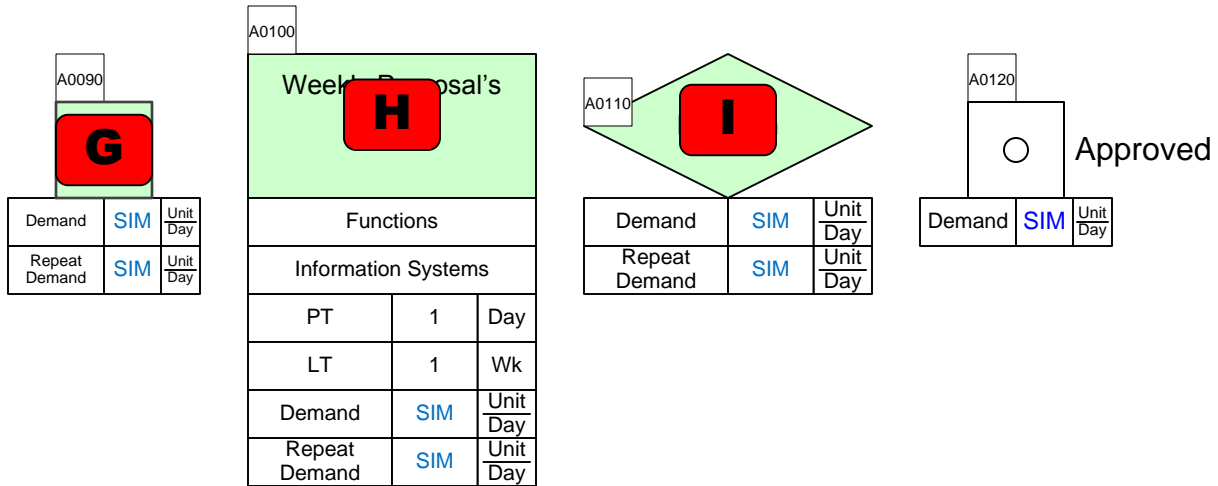 A0090
G
Demand SIM Unit
Day
Repeat
Demand SIM Unit
Day
A0100
H
Functions
Information Systems
PT 1 Day
LT 1 Wk
Demand SIM Unit
Day
Repeat
Demand SIM Unit
Day
A0110
I
Demand SIM Unit
Day
Repeat
Demand SIM Unit
Day
A0120
Approved
Demand SIM Unit
Day